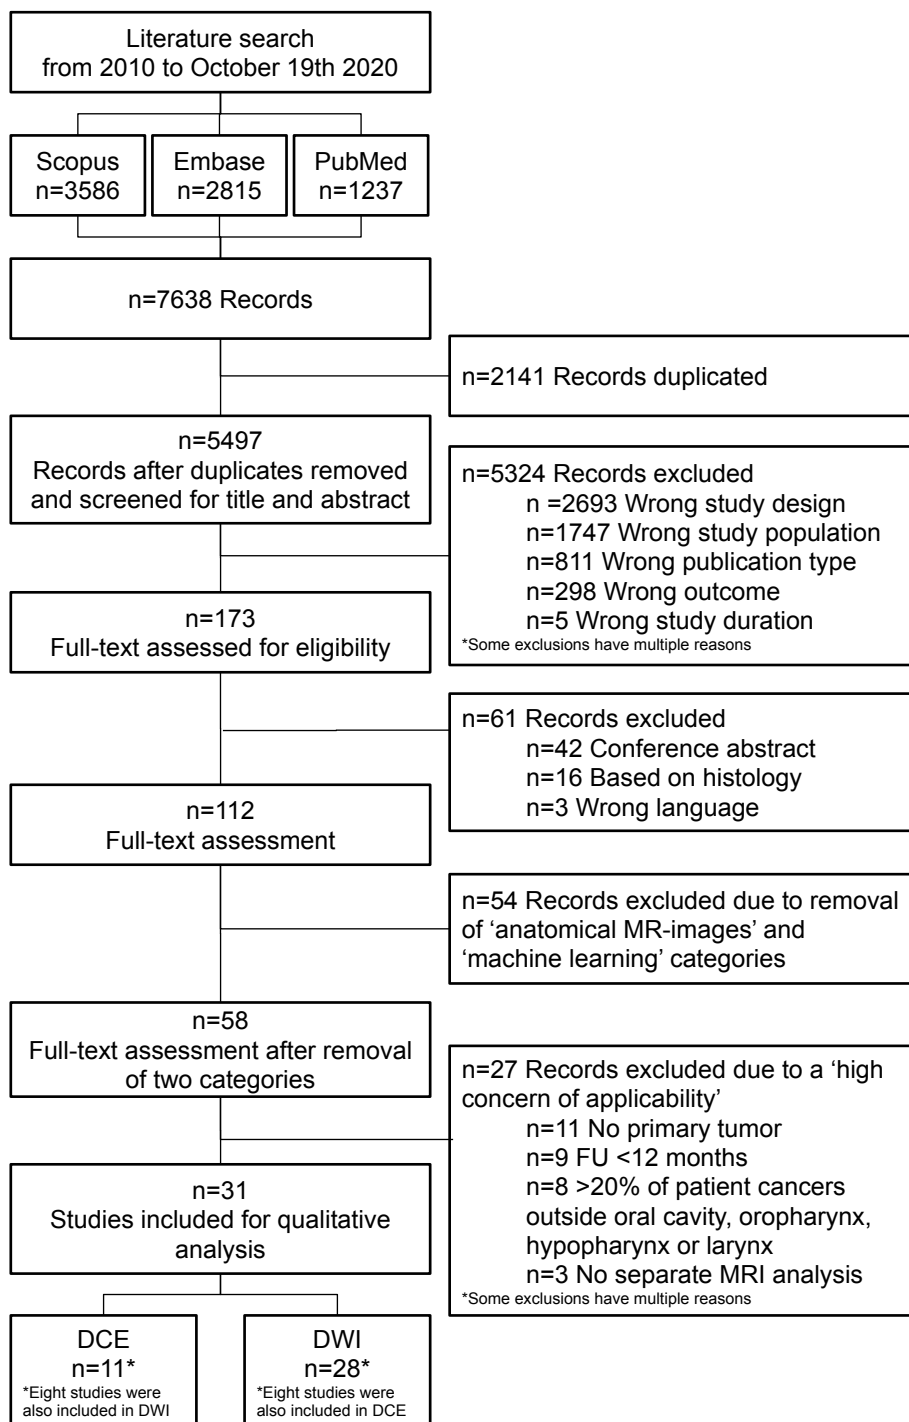 Literature search
from 2010 to October 19th 2020
Scopus
n=3586
Embase
n=2815
PubMed
n=1237
n=7638 Records
n=2141 Records duplicated
n=5497
Records after duplicates removed
and screened for title and abstract
n=5324 Records excluded
n =2693 Wrong study design
n=1747 Wrong study population
n=811 Wrong publication type
n=298 Wrong outcome
n=5 Wrong study duration
*Some exclusions have multiple reasons
n=173
Full-text assessed for eligibility
n=61 Records excluded
n=42 Conference abstract
n=16 Based on histology
n=3 Wrong language
n=112
Full-text assessment
n=54 Records excluded due to removal
of ‘anatomical MR-images’ and
‘machine learning’ categories
n=58
Full-text assessment after removal
of two categories
n=27 Records excluded due to a ‘high
concern of applicability’
n=11 No primary tumor
n=9 FU <12 months
n=8 >20% of patient cancers
outside oral cavity, oropharynx,
hypopharynx or larynx
n=3 No separate MRI analysis
*Some exclusions have multiple reasons
n=31
Studies included for qualitative
analysis
DCE
n=11*
*Eight studies were
also included in DWI
DWI
n=28*
*Eight studies were
also included in DCE